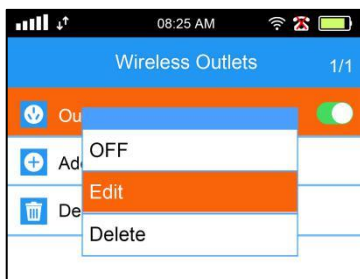 08:25 AM
Wireless Outlets 1/1
Ou
OFF
Ad
Edit
De
Delete